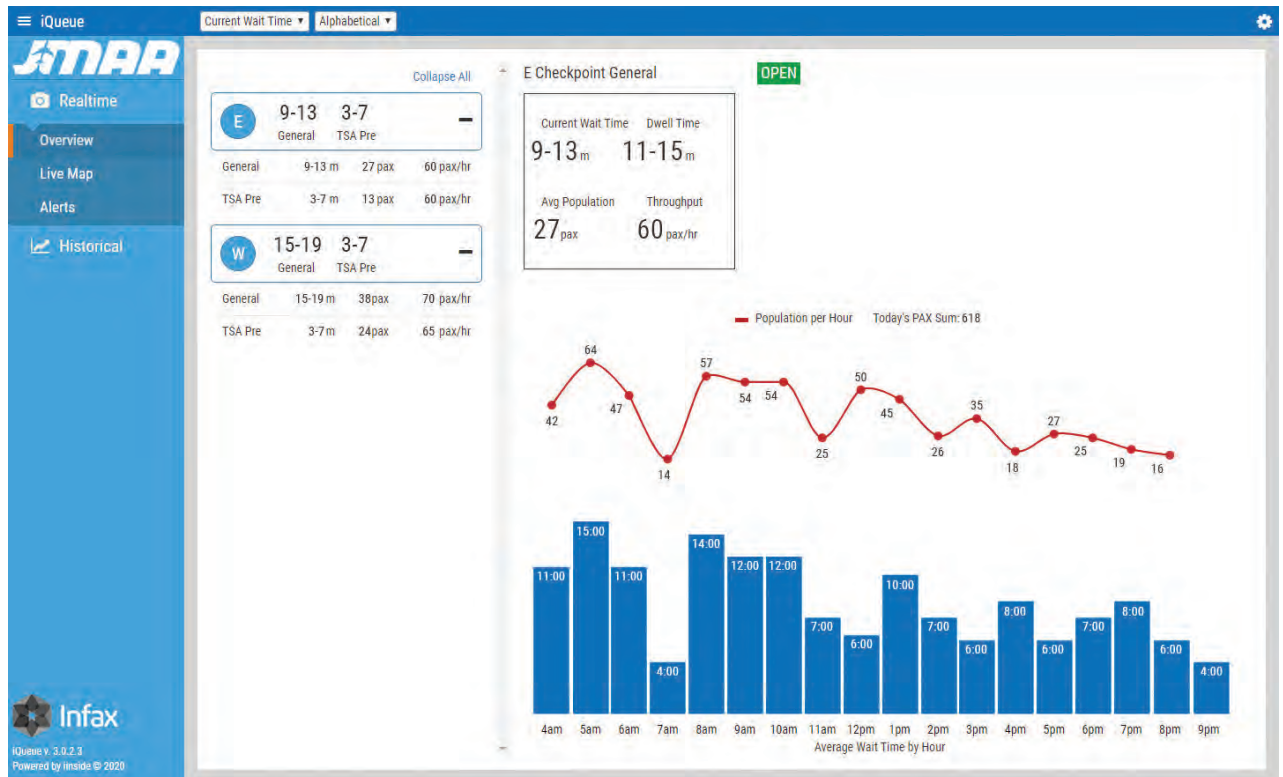 iQueue
Current Wait Time ▾ Alphabetical ▾
JMAA
Realtime
Overview
Live Map
Alerts
Historical
Collapse All
E 9-13 3-7
General TSA Pre
General 9-13 m 27 pax 60 pax/hr
TSA Pre 3-7 m 13 pax 60 pax/hr
W 15-19 3-7
General TSA Pre
General 15-19 m 38pax 70 pax/hr
TSA Pre 3-7 m 24pax 65 pax/hr
E Checkpoint General OPEN
Current Wait Time Dwell Time
9-13 m 11-15 m
Avg Population Throughput
27 pax 60 pax/hr
Population per Hour Today's PAX Sum: 618
42 64 47 14 57 54 54 25 50 45 26 35 18 27 25 19 16
11:00 15:00 11:00 4:00 14:00 12:00 12:00 7:00 6:00 10:00 7:00 6:00 8:00 6:00 7:00 8:00 6:00 4:00
4am 5am 6am 7am 8am 9am 10am 11am 12pm 1pm 2pm 3pm 4pm 5pm 6pm 7pm 8pm 9pm
Average Wait Time by Hour
Infax
iQueue v. 3.0.2.3
Powered by iinside © 2020